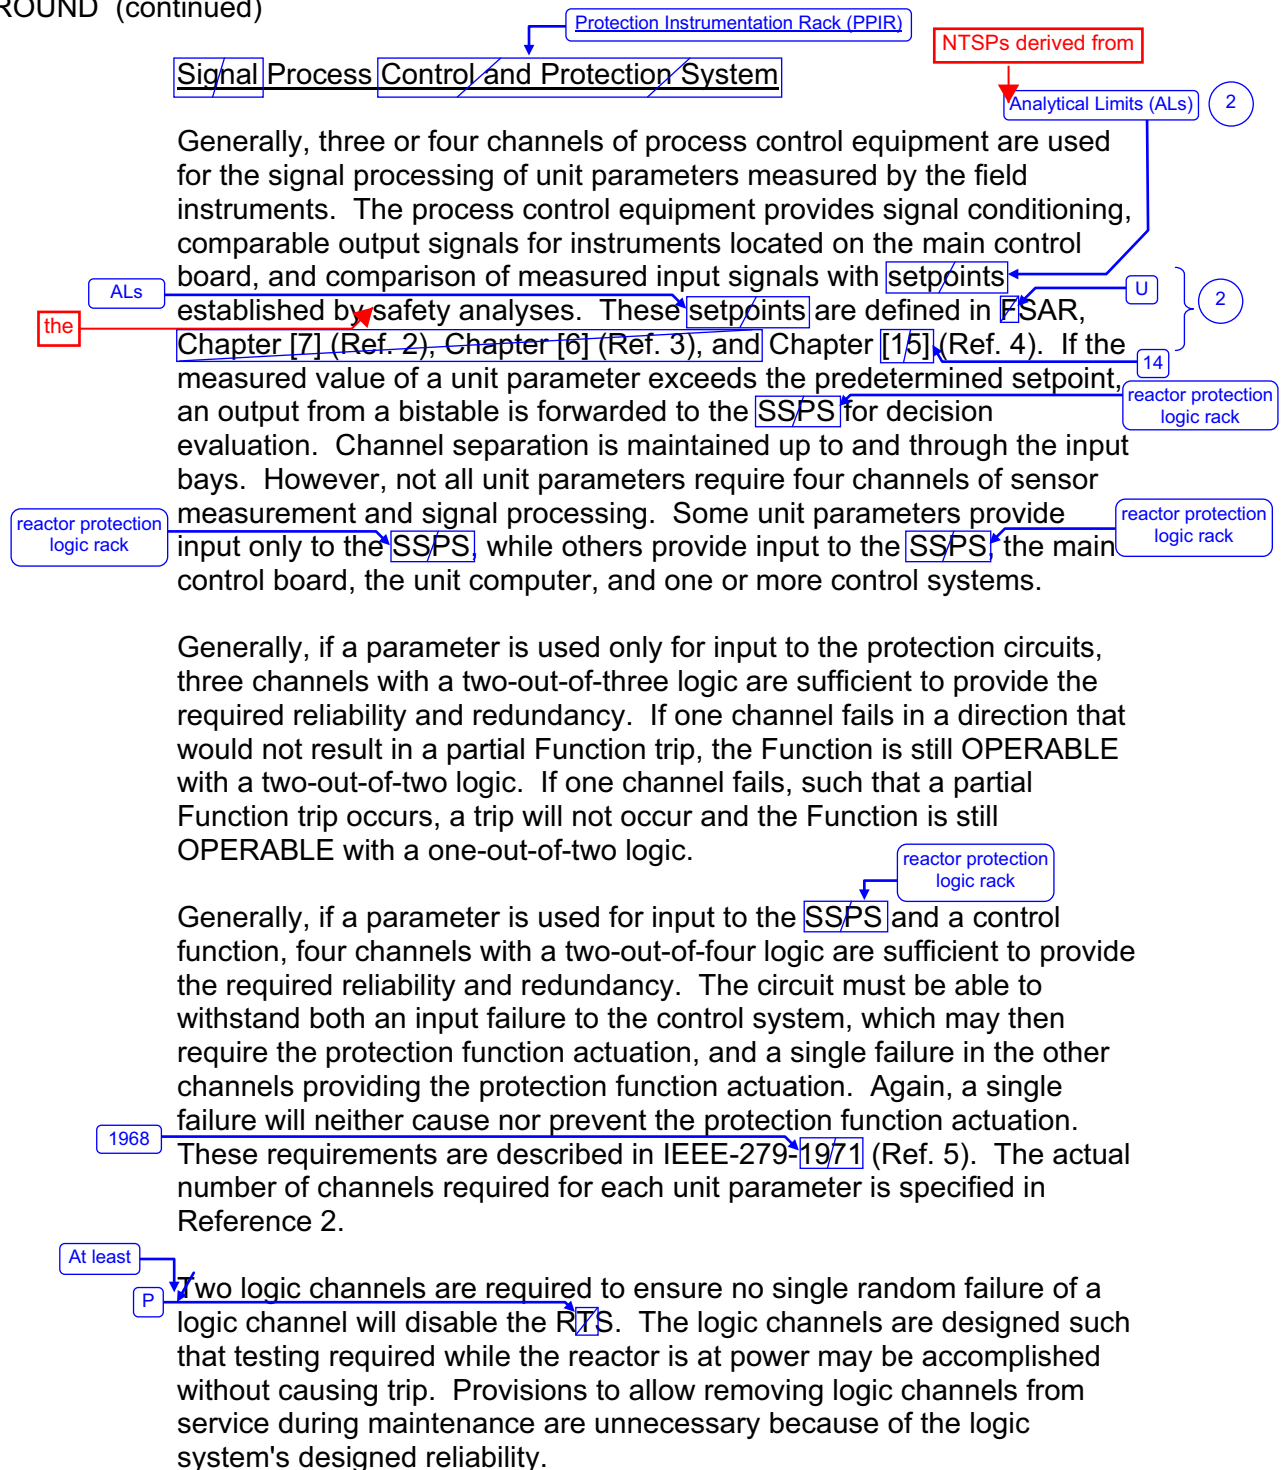 ROUND (continued)
Protection Instrumentation Rack (PPIR)
NTSPs derived from
Signal Process Control and Protection System
Analytical Limits (ALs)
2
Generally, three or four channels of process control equipment are used
for the signal processing of unit parameters measured by the field
instruments. The process control equipment provides signal conditioning,
comparable output signals for instruments located on the main control
board, and comparison of measured input signals with setpoints
ALs
U
2
established by safety analyses. These setpoints are defined in FSAR,
the
Chapter [7] (Ref. 2), Chapter [6] (Ref. 3), and Chapter [15] (Ref. 4). If the
14
measured value of a unit parameter exceeds the predetermined setpoint,
reactor protection
logic rack
an output from a bistable is forwarded to the SSPS for decision
evaluation. Channel separation is maintained up to and through the input
bays. However, not all unit parameters require four channels of sensor
measurement and signal processing. Some unit parameters provide
reactor protection
logic rack
reactor protection
logic rack
input only to the SSPS, while others provide input to the SSPS, the main
control board, the unit computer, and one or more control systems.
Generally, if a parameter is used only for input to the protection circuits,
three channels with a two-out-of-three logic are sufficient to provide the
required reliability and redundancy. If one channel fails in a direction that
would not result in a partial Function trip, the Function is still OPERABLE
with a two-out-of-two logic. If one channel fails, such that a partial
Function trip occurs, a trip will not occur and the Function is still
OPERABLE with a one-out-of-two logic.
reactor protection
logic rack
Generally, if a parameter is used for input to the SSPS and a control
function, four channels with a two-out-of-four logic are sufficient to provide
the required reliability and redundancy. The circuit must be able to
withstand both an input failure to the control system, which may then
require the protection function actuation, and a single failure in the other
channels providing the protection function actuation. Again, a single
failure will neither cause nor prevent the protection function actuation.
1968
These requirements are described in IEEE-279-1971 (Ref. 5). The actual
number of channels required for each unit parameter is specified in
Reference 2.
At least
Two logic channels are required to ensure no single random failure of a
P
logic channel will disable the RTS. The logic channels are designed such
that testing required while the reactor is at power may be accomplished
without causing trip. Provisions to allow removing logic channels from
service during maintenance are unnecessary because of the logic
system's designed reliability.